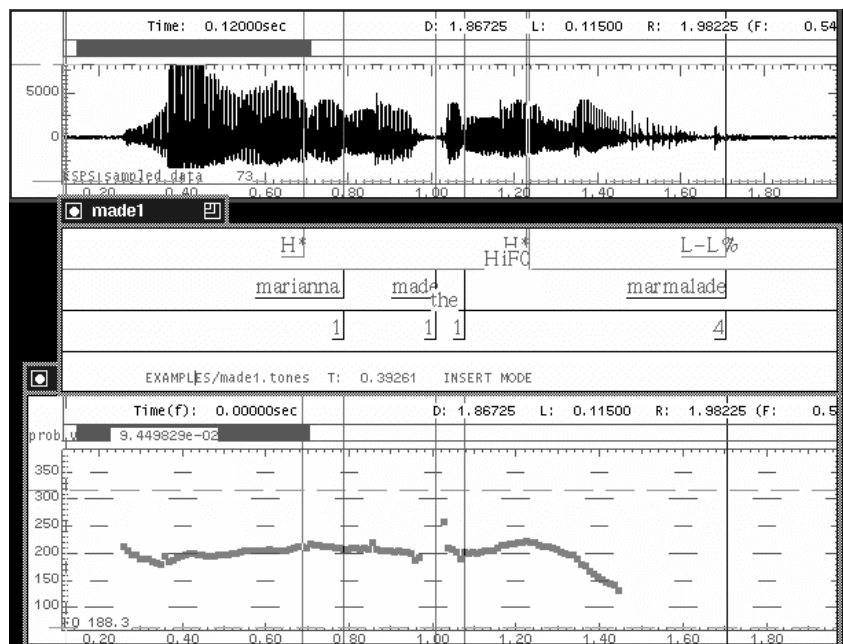 Time: 0.12000sec D: 1.86725 L: 0.11500 R: 1.98225 (F: 0.54
5000
0
ESPS sampled_data 73
0.20 0.40 0.60 0.80 1.00 1.20 1.40 1.60 1.80
made1
H* H* L-L%
HiF0
marianna made the marmalade
1 1 1 4
EXAMPLES/made1.tones T: 0.39261 INSERT MODE
Time(f): 0.00000sec D: 1.86725 L: 0.11500 R: 1.98225 (F: 0.5
prob_v 9.449829e-02
350
300
250
200
150
100
F0 188.3
0.20 0.40 0.60 0.80 1.00 1.20 1.40 1.60 1.80